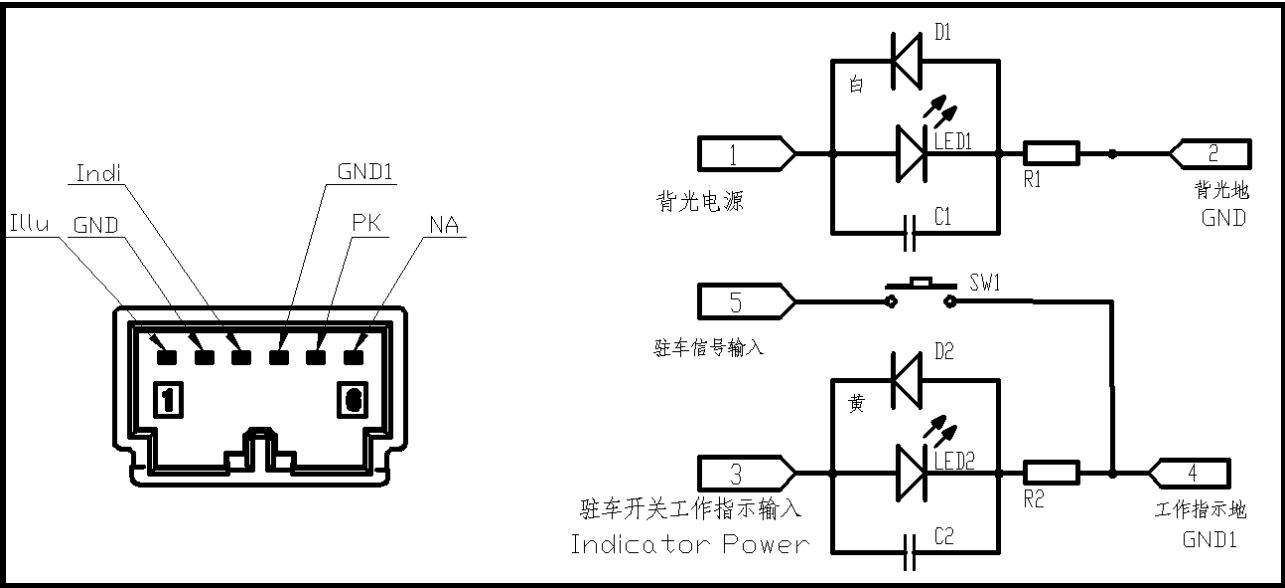 Indi
GND1
Illu
GND
PK
NA
1
6
D1
白
LED1
1
背光电源
C1
R1
2
背光地
GND
SW1
5
驻车信号输入
D2
黄
LED2
3
驻车开关工作指示输入
Indicator Power
C2
R2
4
工作指示地
GND1